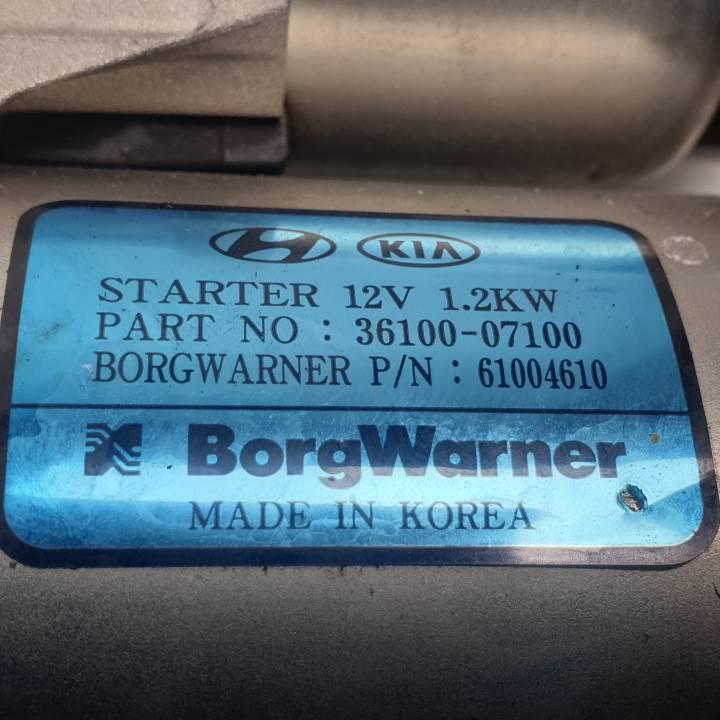 KIA
STARTER 12V 1.2KW
PART NO : 36100-07100
BORGWARNER P/N : 61004610
BorgWarner
MADE IN KOREA